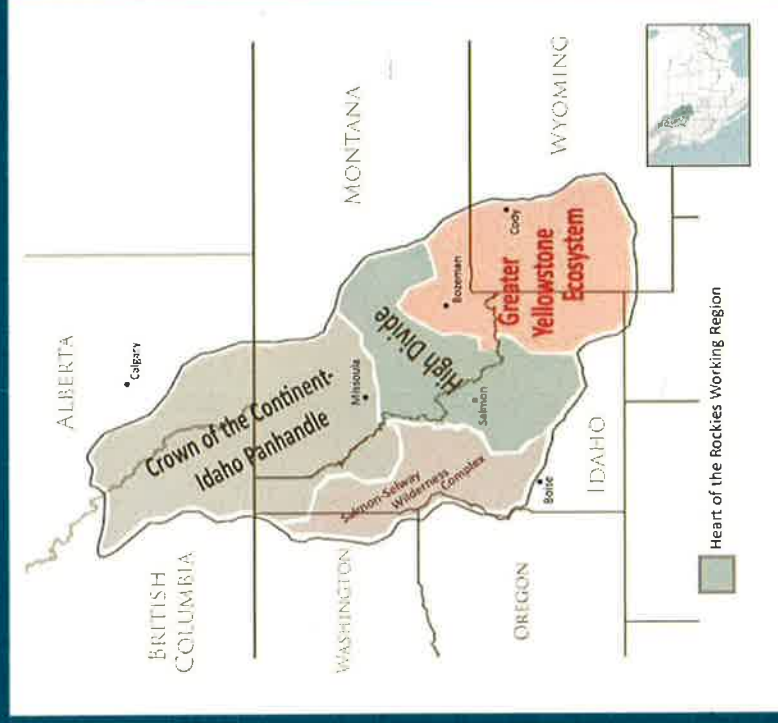 ALBERTA
Calgary
BRITISH
COLUMBIA
Crown of the Continent-
Idaho Panhandle
MONTANA
WASHINGTON
Missoula
High Divide
Salmon-Selway
Wilderness
Complex
Salmon
Bozeman
Greater
Yellowstone
Ecosystem
Cody
WYOMING
OREGON
Boise
IDAHO
Heart of the Rockies Working Region